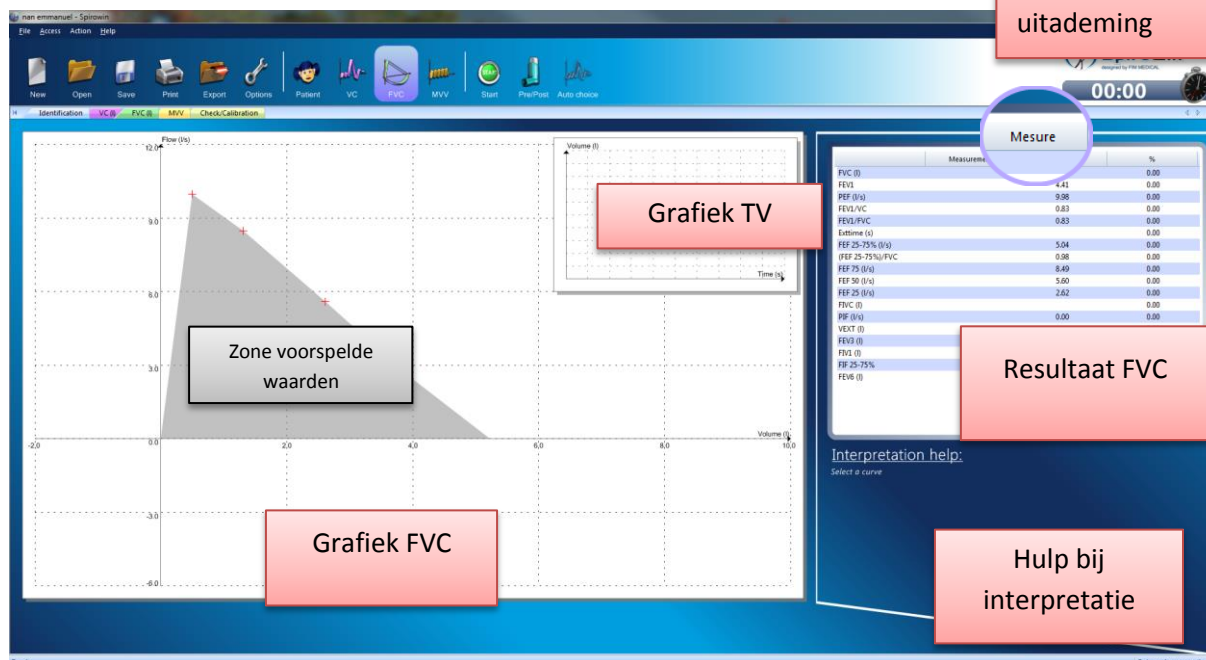 nan emmanuel - Spirowin
File Access Action Help
uitademing
designed by FIM MEDICAL
New Open Save Print Export Options Patient VC FVC MVV Start Pre/Post Auto choice
00:00
Identification VC (I) FVC (I) MVV Check/Calibration
Mesure
Flow (l/s)
12.0
9.0
6.0
3.0
0.0
-3.0
-6.0
-2.0 2.0 4.0 6.0 8.0 10.0
Volume (l)
Volume (l)
Time (s)
Grafiek TV
Zone voorspelde
waarden
Grafiek FVC
Measureme %
FVC (l) 0.00
FEV1 4.41 0.00
PEF (l/s) 9.98 0.00
FEV1/VC 0.83 0.00
FEV1/FVC 0.83 0.00
Exttime (s) 0.00
FEF 25-75% (l/s) 5.04 0.00
(FEF 25-75%)/FVC 0.98 0.00
FEF 75 (l/s) 8.49 0.00
FEF 50 (l/s) 5.60 0.00
FEF 25 (l/s) 2.62 0.00
FIVC (l) 0.00
PIF (l/s) 0.00 0.00
VEXT (l)
FEV3 (l)
FIV1 (l)
FIF 25-75%
FEV6 (l)
Resultaat FVC
Interpretation help:
Select a curve
Hulp bij
interpretatie